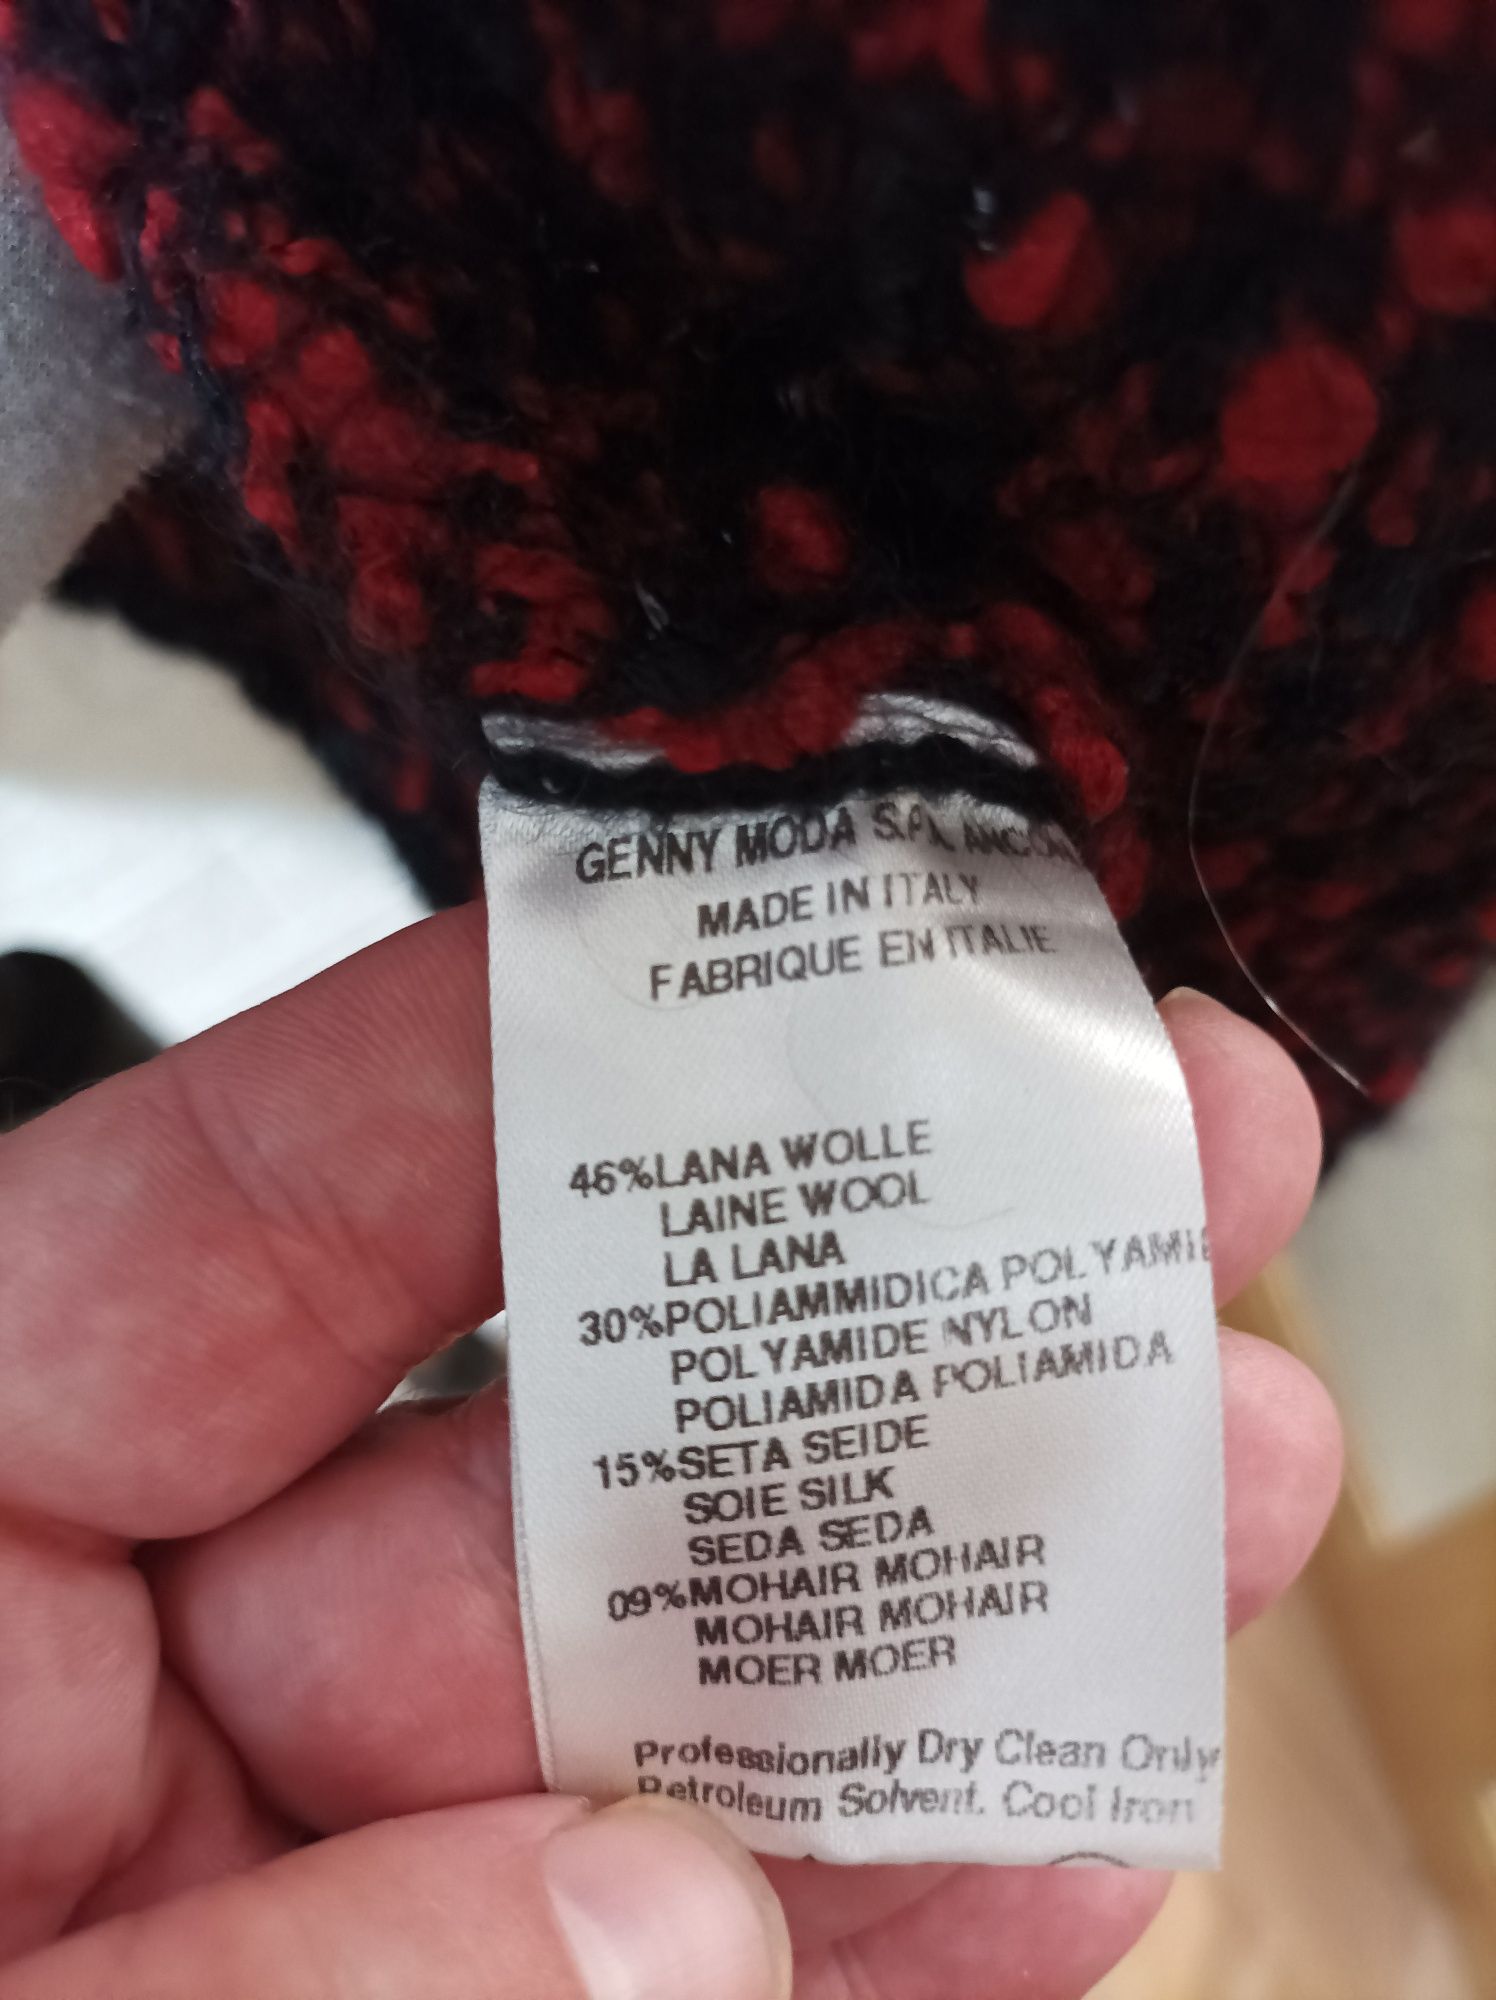 GENNY MODA S.P.A. ANCONA
MADE IN ITALY
FABRIQUE EN ITALIE
46%LANA WOLLE
LAINE WOOL
LA LANA
30%POLIAMMIDICA POLYAMIE
POLYAMIDE NYLON
POLIAMIDA POLIAMIDA
15%SETA SEIDE
SOIE SILK
SEDA SEDA
09%MOHAIR MOHAIR
MOHAIR MOHAIR
MOER MOER
Professionally Dry Clean Only
Petroleum Solvent. Cool Iron